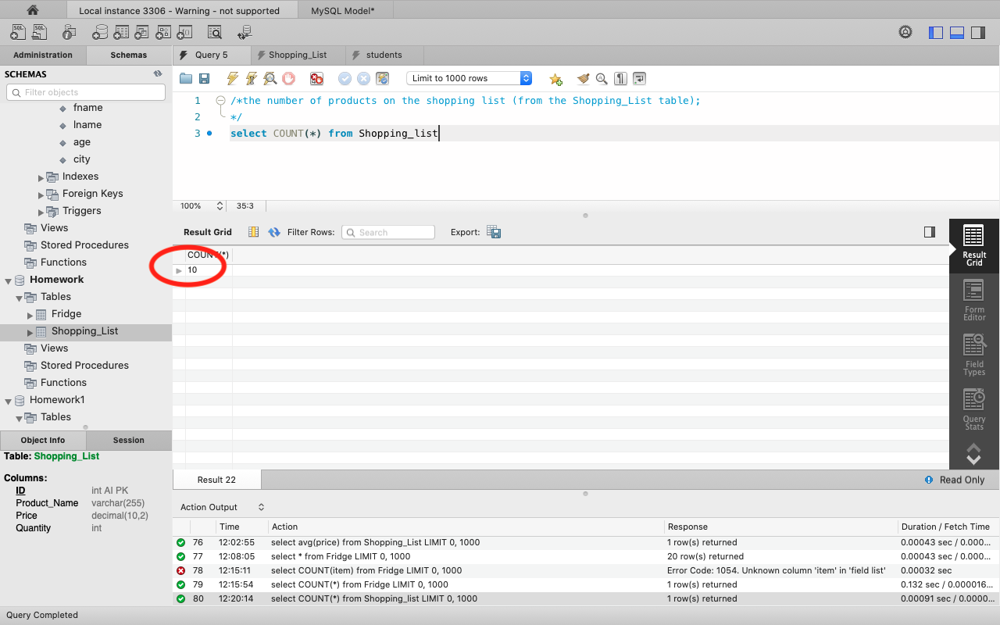 Local instance 3306 - Warning - not supported
MySQL Model*
Administration
Schemas
Query 5
Shopping_List
students
SCHEMAS
Filter objects
fname
lname
age
city
Indexes
Foreign Keys
Triggers
Views
Stored Procedures
Functions
Homework
Tables
Fridge
Shopping_List
Views
Stored Procedures
Functions
Homework1
Tables
Object Info
Session
Table: Shopping_List
Columns:
ID int AI PK
Product_Name varchar(255)
Price decimal(10,2)
Quantity int
Limit to 1000 rows
1 /*the number of products on the shopping list (from the Shopping_List table);
2 */
3 select COUNT(*) from Shopping_list
100% 35:3
Result Grid
Filter Rows:
Search
Export:
COUNT(*)
10
Result Grid
Form Editor
Field Types
Query Stats
Result 22
Read Only
Action Output
Time Action Response Duration / Fetch Time
76 12:02:55 select avg(price) from Shopping_List LIMIT 0, 1000 1 row(s) returned 0.00043 sec / 0.000...
77 12:08:05 select * from Fridge LIMIT 0, 1000 20 row(s) returned 0.00043 sec / 0.000...
78 12:15:11 select COUNT(item) from Fridge LIMIT 0, 1000 Error Code: 1054. Unknown column 'item' in 'field list' 0.00032 sec
79 12:15:54 select COUNT(*) from Fridge LIMIT 0, 1000 1 row(s) returned 0.132 sec / 0.000016...
80 12:20:14 select COUNT(*) from Shopping_list LIMIT 0, 1000 1 row(s) returned 0.00091 sec / 0.0000...
Query Completed